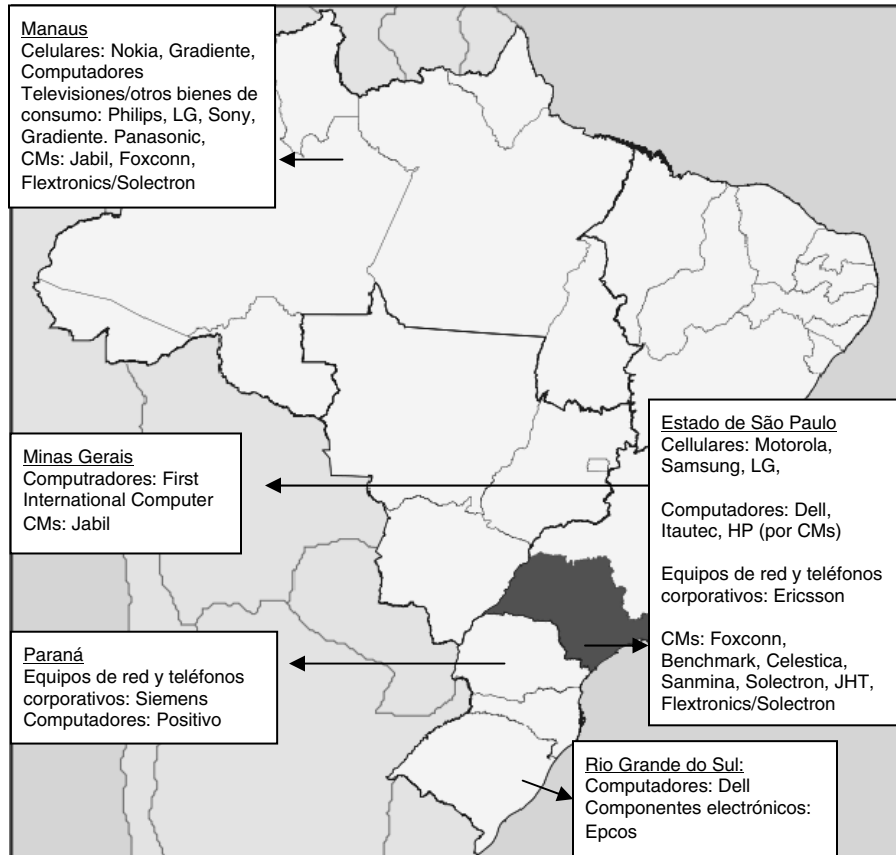 Manaus
Celulares: Nokia, Gradiente,
Computadores
Televisiones/otros bienes de
consumo: Philips, LG, Sony,
Gradiente. Panasonic,
CMs: Jabil, Foxconn,
Flextronics/Solectron
Minas Gerais
Computradores: First
International Computer
CMs: Jabil
Estado de São Paulo
Cellulares: Motorola,
Samsung, LG,
Computadores: Dell,
Itautec, HP (por CMs)
Equipos de red y teléfonos
corporativos: Ericsson
CMs: Foxconn,
Benchmark, Celestica,
Sanmina, Solectron, JHT,
Flextronics/Solectron
Paraná
Equipos de red y teléfonos
corporativos: Siemens
Computadores: Positivo
Rio Grande do Sul:
Computadores: Dell
Componentes electrónicos:
Epcos